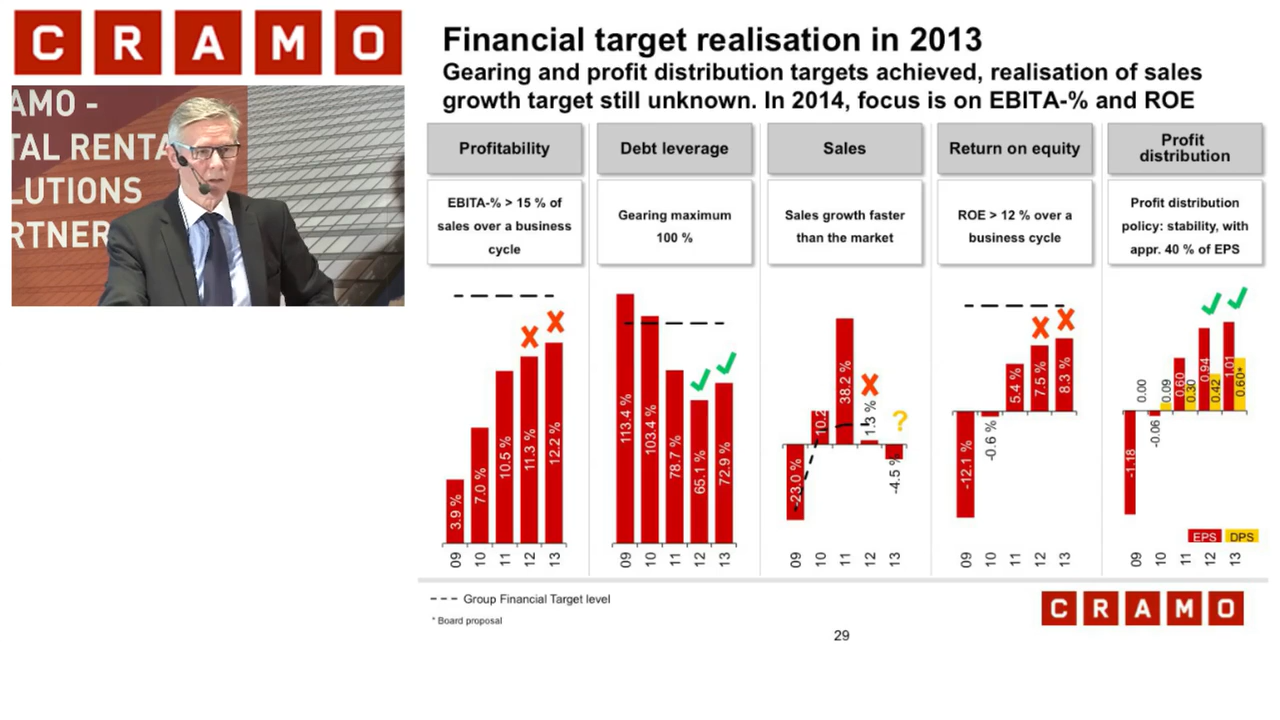 CRAMO
AMO -
TAL RENTA
LUTIONS
RTNER
Financial target realisation in 2013
Gearing and profit distribution targets achieved, realisation of sales
growth target still unknown. In 2014, focus is on EBITA-% and ROE
Profitability
EBITA-% > 15 % of
sales over a business
cycle
3.9 %
7.0 %
10.5 %
11.3 %
12.2 %
09 10 11 12 13
Debt leverage
Gearing maximum
100 %
113.4 %
103.4 %
78.7 %
65.1 %
72.9 %
09 10 11 12 13
Sales
Sales growth faster
than the market
-23.0 %
10.2
38.2 %
1.3 %
?
-4.5 %
09 10 11 12 13
Return on equity
ROE > 12 % over a
business cycle
-12.1 %
-0.6 %
5.4 %
7.5 %
8.3 %
09 10 11 12 13
Profit
distribution
Profit distribution
policy: stability, with
appr. 40 % of EPS
-1.18
0.00
-0.06
0.09
0.60
0.30
0.94
0.42
1.01
0.60*
EPS DPS
09 10 11 12 13
--- Group Financial Target level
* Board proposal
CRAMO
29